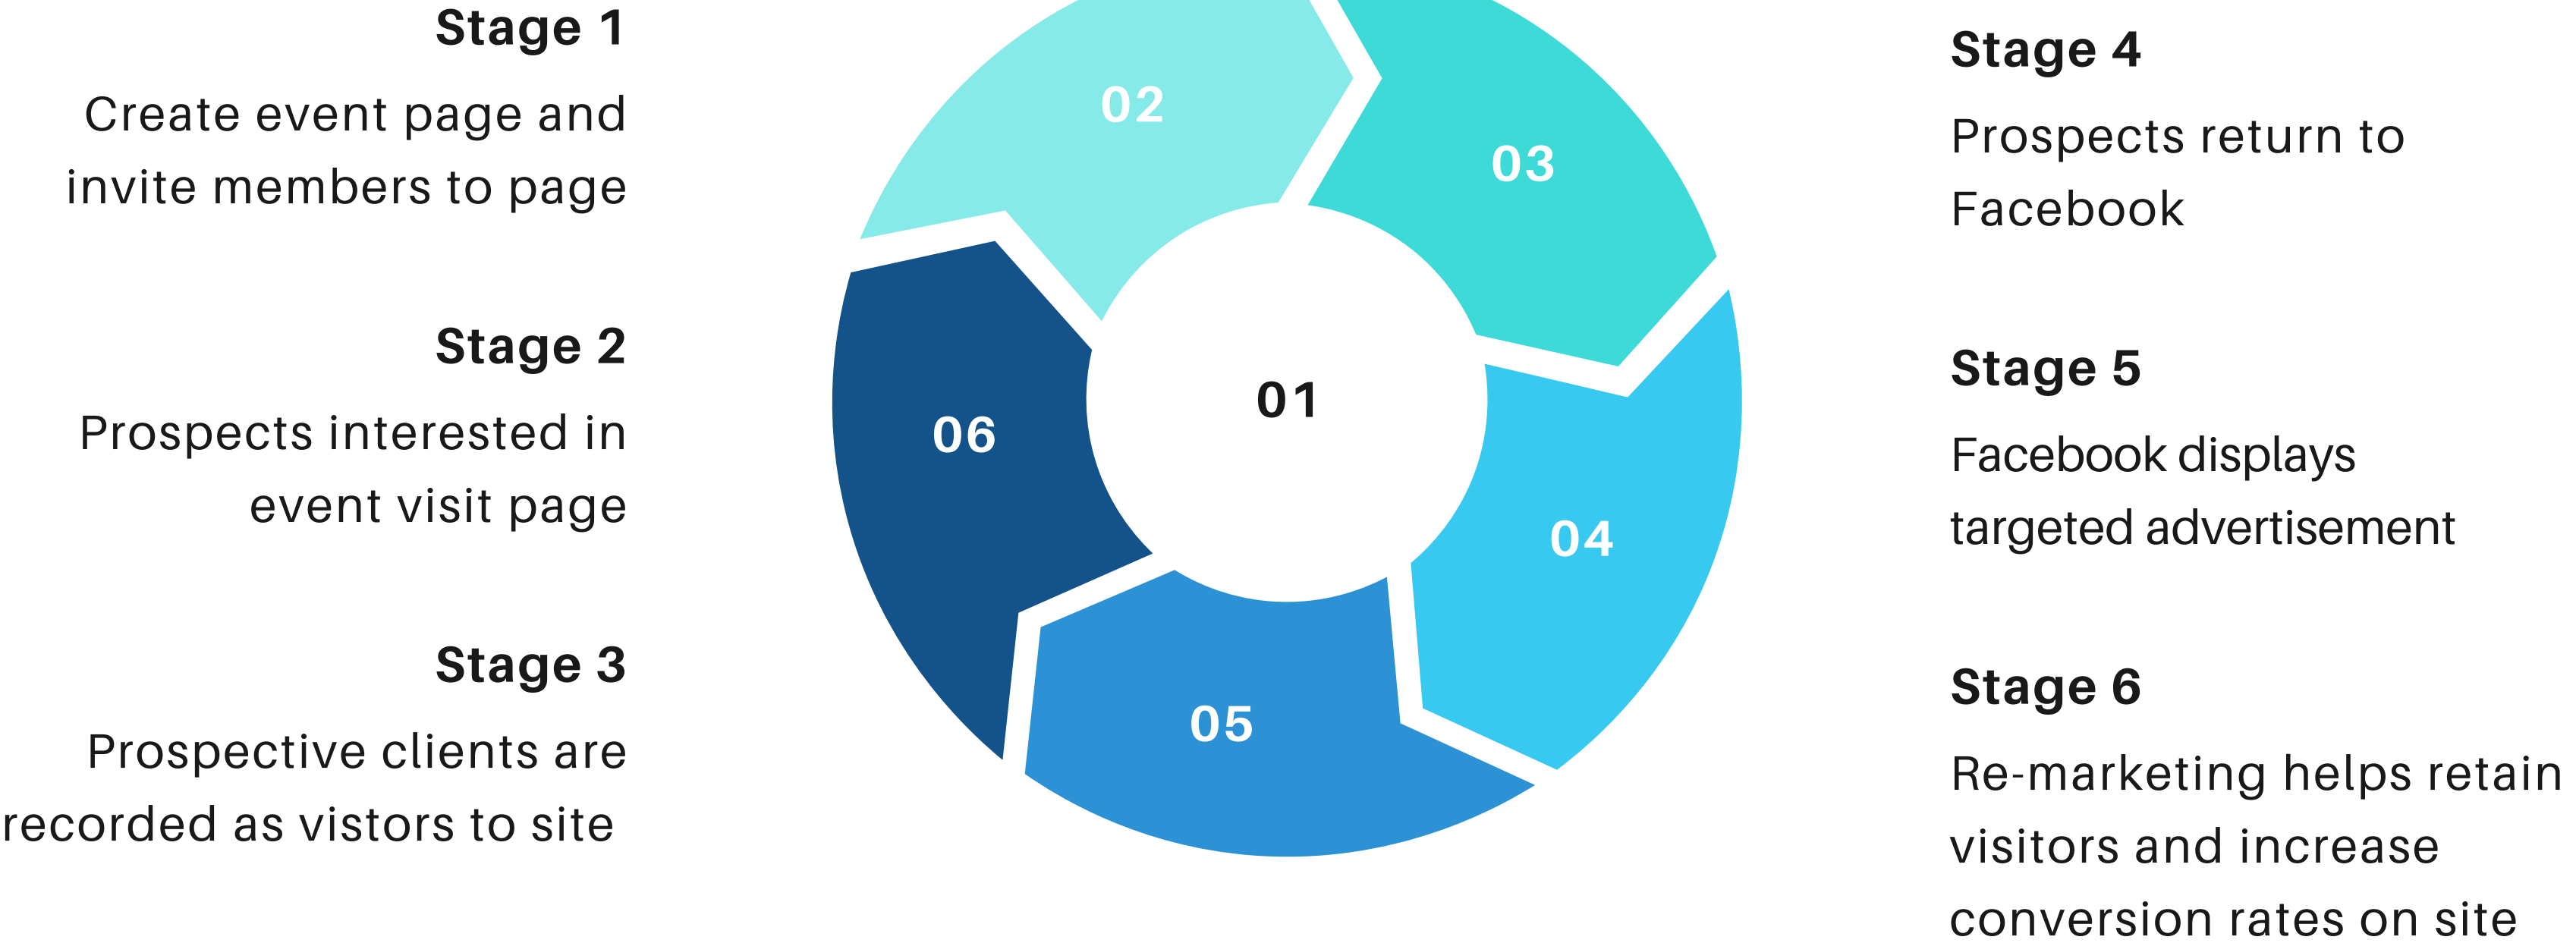 Stage 1
Create event page and
invite members to page
Stage 2
Prospects interested in
event visit page
Stage 3
Prospective clients are
recorded as vistors to site
02
03
01
06
04
05
Stage 4
Prospects return to
Facebook
Stage 5
Facebook displays
targeted advertisement
Stage 6
Re-marketing helps retain
visitors and increase
conversion rates on site